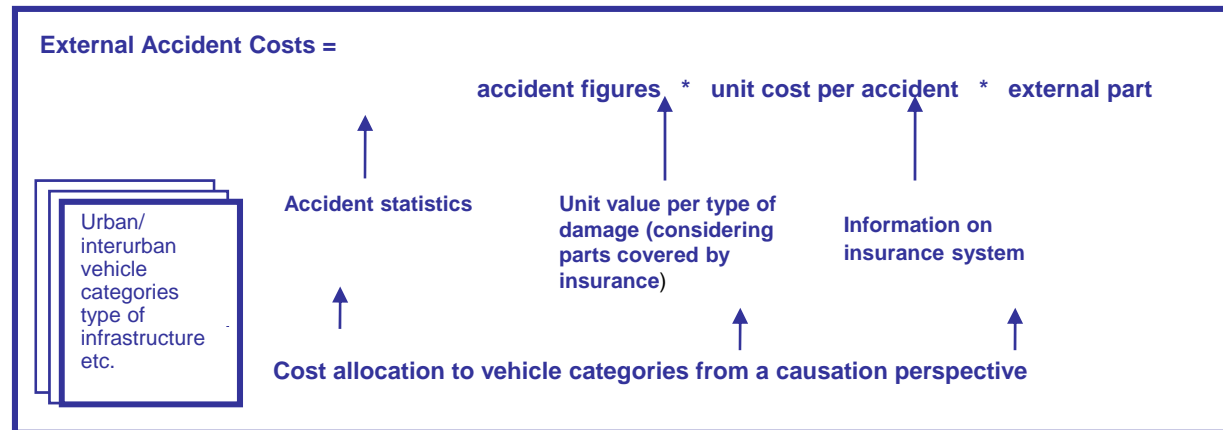 External Accident Costs =
accident figures * unit cost per accident * external part
Urban/
interurban
vehicle
categories
type of
infrastructure
etc.
Accident statistics
Unit value per type of
damage (considering
parts covered by
insurance)
Information on
insurance system
Cost allocation to vehicle categories from a causation perspective